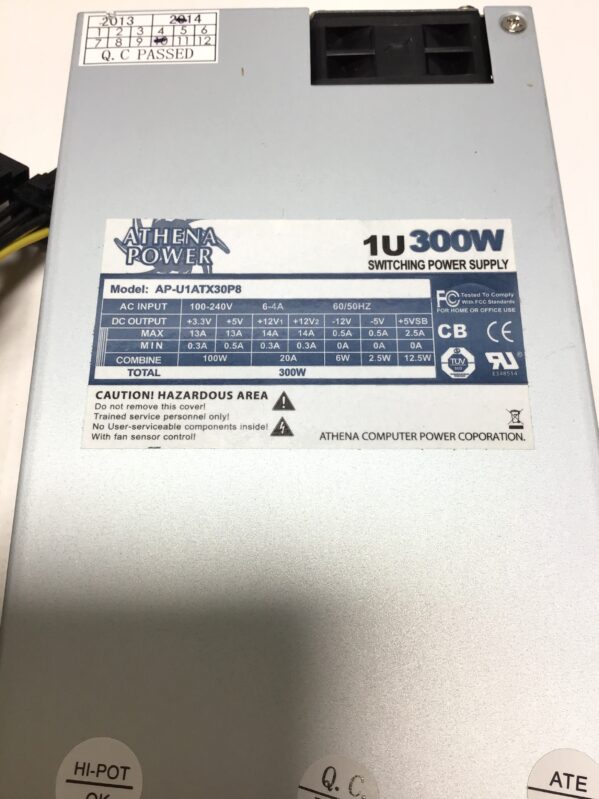 2013 2014
1 2 3 4 5 6
7 8 9 10 11 12
Q.C PASSED
ATHENA
POWER
1U 300W
SWITCHING POWER SUPPLY
Model: AP-U1ATX30P8
AC INPUT 100-240V 6-4A 60/50HZ
DC OUTPUT +3.3V +5V +12V1 +12V2 -12V -5V +5VSB
MAX 13A 13A 14A 14A 0.5A 0.5A 2.5A
MIN 0.3A 0.5A 0.3A 0.3A 0A 0A 0A
COMBINE 100W 20A 6W 2.5W 12.5W
TOTAL 300W
FC Tested To Comply
With FCC Standards
FOR HOME OR OFFICE USE
CB CE
TUV
E348514
CAUTION! HAZARDOUS AREA
Do not remove this cover!
Trained service personnel only!
No User-serviceable components inside!
With fan sensor control!
ATHENA COMPUTER POWER COPORATION.
HI-POT
OK
Q.C.
ATE